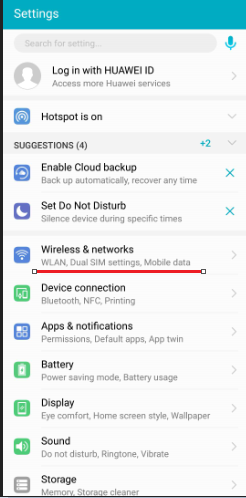 Settings
Search for setting...
Log in with HUAWEI ID
Access more Huawei services
Hotspot is on
SUGGESTIONS (4)
+2
Enable Cloud backup
Back up automatically, recover any time
Set Do Not Disturb
Silence device during specific times
Wireless & networks
WLAN, Dual SIM settings, Mobile data
Device connection
Bluetooth, NFC, Printing
Apps & notifications
Permissions, Default apps, App twin
Battery
Power saving mode, Battery usage
Display
Eye comfort, Home screen style, Wallpaper
Sound
Do not disturb, Ringtone, Vibrate
Storage
Memory, Storage cleaner